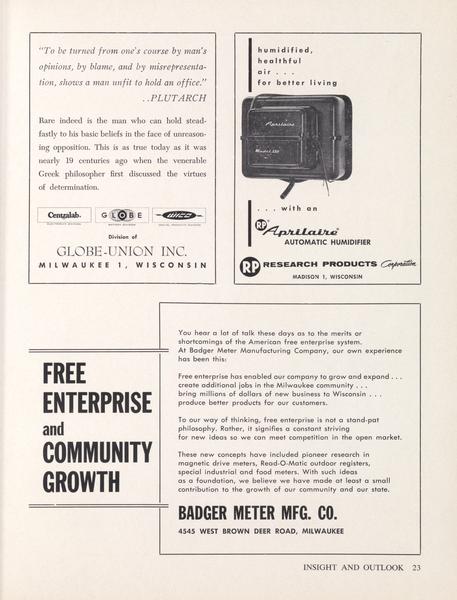 "To be turned from one's course by man's
opinions, by blame, and by misrepresenta-
tion, shows a man unfit to hold an office."
. .PLUTARCH
Rare indeed is the man who can hold stead-
fastly to his basic beliefs in the face of unreason-
ing opposition. This is as true today as it was
nearly 19 centuries ago when the venerable
Greek philosopher first discussed the virtues
of determination.
Centralab.
GLOBE
WICO
Division of
GLOBE-UNION INC.
MILWAUKEE 1, WISCONSIN
humidified,
healthful
air . . .
for better living
Aprilaire
. . . with an
RP Aprilaire®
AUTOMATIC HUMIDIFIER
RP RESEARCH PRODUCTS Corporation
MADISON 1, WISCONSIN
FREE
ENTERPRISE
and
COMMUNITY
GROWTH
You hear a lot of talk these days as to the merits or
shortcomings of the American free enterprise system.
At Badger Meter Manufacturing Company, our own experience
has been this:
Free enterprise has enabled our company to grow and expand . . .
create additional jobs in the Milwaukee community . . .
bring millions of dollars of new business to Wisconsin . . .
produce better products for our customers.
To our way of thinking, free enterprise is not a stand-pat
philosophy. Rather, it signifies a constant striving
for new ideas so we can meet competition in the open market.
These new concepts have included pioneer research in
magnetic drive meters, Read-O-Matic outdoor registers,
special industrial and food meters. With such ideas
as a foundation, we believe we have made at least a small
contribution to the growth of our community and our state.
BADGER METER MFG. CO.
4545 WEST BROWN DEER ROAD, MILWAUKEE
INSIGHT AND OUTLOOK 23